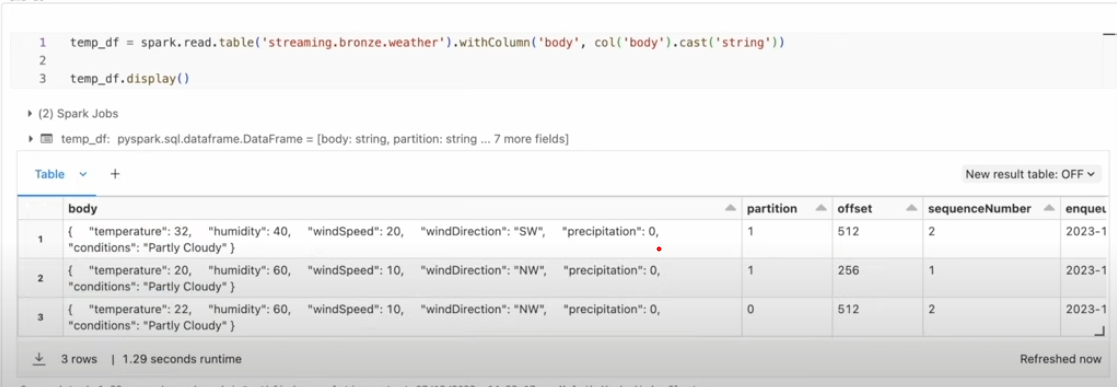 1 temp_df = spark.read.table('streaming.bronze.weather').withColumn('body', col('body').cast('string'))
2
3 temp_df.display()
(2) Spark Jobs
temp_df: pyspark.sql.dataframe.DataFrame = [body: string, partition: string ... 7 more fields]
Table + New result table: OFF
body partition offset sequenceNumber
1 { "temperature": 32, "humidity": 40, "windSpeed": 20, "windDirection": "SW", "precipitation": 0, 1 512 2 2023-1
"conditions": "Partly Cloudy" }
2 { "temperature": 20, "humidity": 60, "windSpeed": 10, "windDirection": "NW", "precipitation": 0, 1 256 1 2023-1
"conditions": "Partly Cloudy" }
3 { "temperature": 22, "humidity": 60, "windSpeed": 10, "windDirection": "NW", "precipitation": 0, 0 512 2 2023-1
"conditions": "Partly Cloudy" }
3 rows | 1.29 seconds runtime Refreshed now